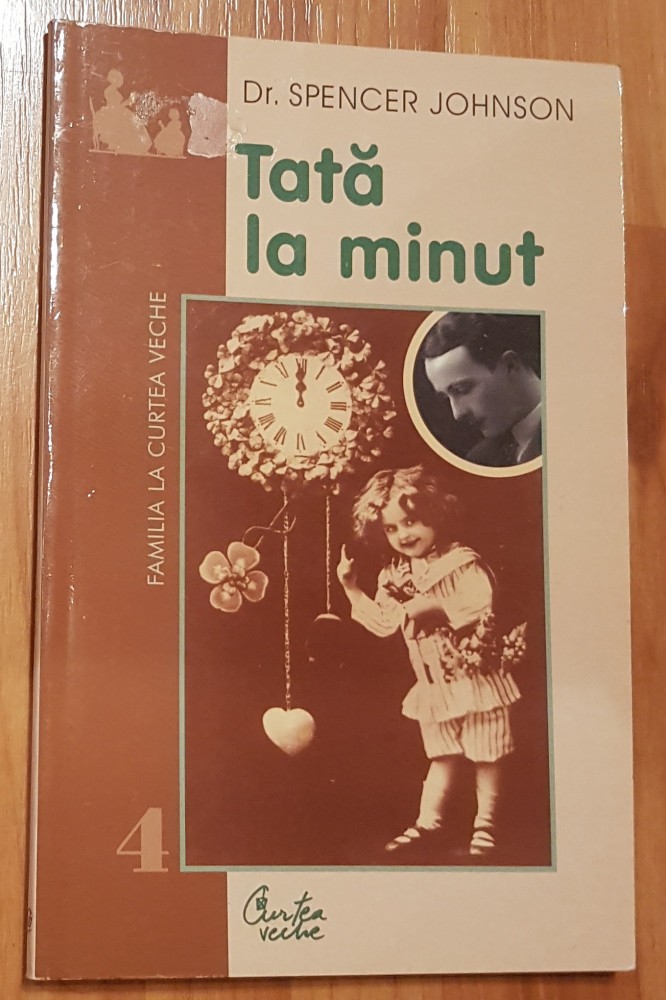 Dr. SPENCER JOHNSON
Tată
la minut
FAMILIA LA CURTEA VECHE
4
Curtea
veche